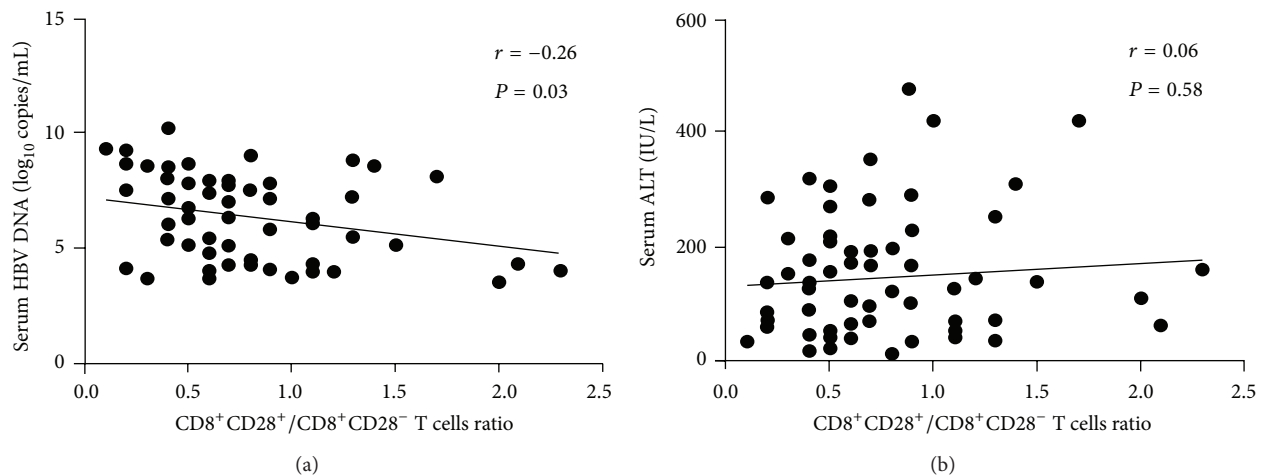 15
10
5
0
0.0 0.5 1.0 1.5 2.0 2.5
Serum HBV DNA (log₁₀ copies/mL)
r = −0.26
P = 0.03
CD8⁺CD28⁺/CD8⁺CD28⁻ T cells ratio
(a)
600
400
200
0
0.0 0.5 1.0 1.5 2.0 2.5
Serum ALT (IU/L)
r = 0.06
P = 0.58
CD8⁺CD28⁺/CD8⁺CD28⁻ T cells ratio
(b)